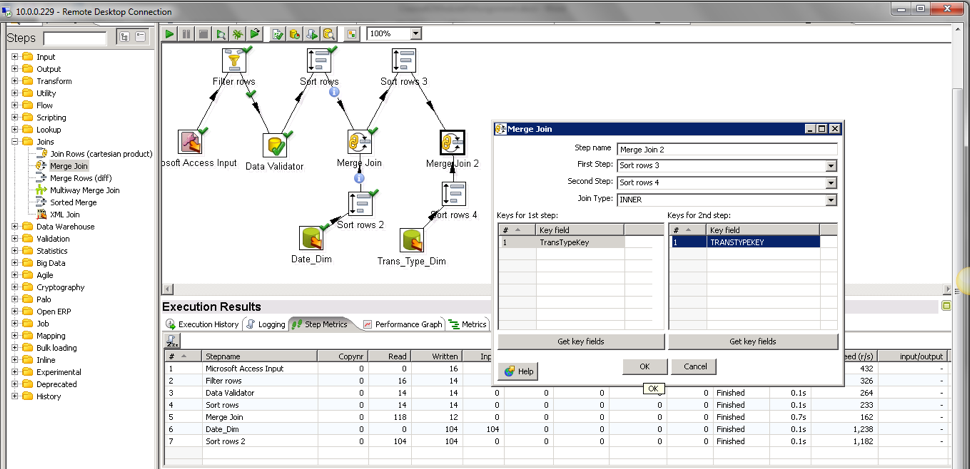 10.0.0.229 - Remote Desktop Connection
Steps
100%
Input
Output
Transform
Utility
Flow
Scripting
Lookup
Joins
Join Rows (cartesian product)
Merge Join
Merge Rows (diff)
Multiway Merge Join
Sorted Merge
XML Join
Data Warehouse
Validation
Statistics
Big Data
Agile
Cryptography
Palo
Open ERP
Job
Mapping
Bulk loading
Inline
Experimental
Deprecated
History
Filter rows
Sort rows
Sort rows 3
osoft Access Input
Data Validator
Merge Join
Merge Join 2
Sort rows 2
Sort rows 4
Date_Dim
Trans_Type_Dim
Merge Join
Step name Merge Join 2
First Step: Sort rows 3
Second Step: Sort rows 4
Join Type: INNER
Keys for 1st step: Keys for 2nd step:
# Key field # Key field
1 TransTypeKey 1 TRANSTYPEKEY
Get key fields Get key fields
Help OK Cancel
OK
Execution Results
Execution History Logging Step Metrics Performance Graph Metrics
# Stepname Copynr Read Written Inp eed (r/s) input/output
1 Microsoft Access Input 0 0 16 432 -
2 Filter rows 0 16 14 326 -
3 Data Validator 0 14 14 0 0 0 0 0 Finished 0.1s 264 -
4 Sort rows 0 14 14 0 0 0 0 0 Finished 0.1s 233 -
5 Merge Join 0 118 12 0 0 0 0 0 Finished 0.7s 162 -
6 Date_Dim 0 0 104 104 0 0 0 0 Finished 0.1s 1,238 -
7 Sort rows 2 0 104 104 0 0 0 0 0 Finished 0.1s 1,182 -